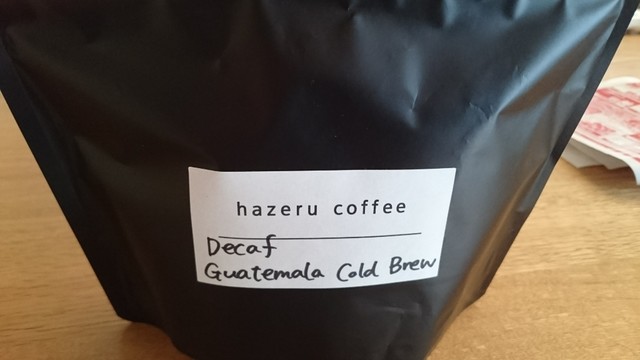 hazeru coffee
Decaf
Guatemala Cold Brew